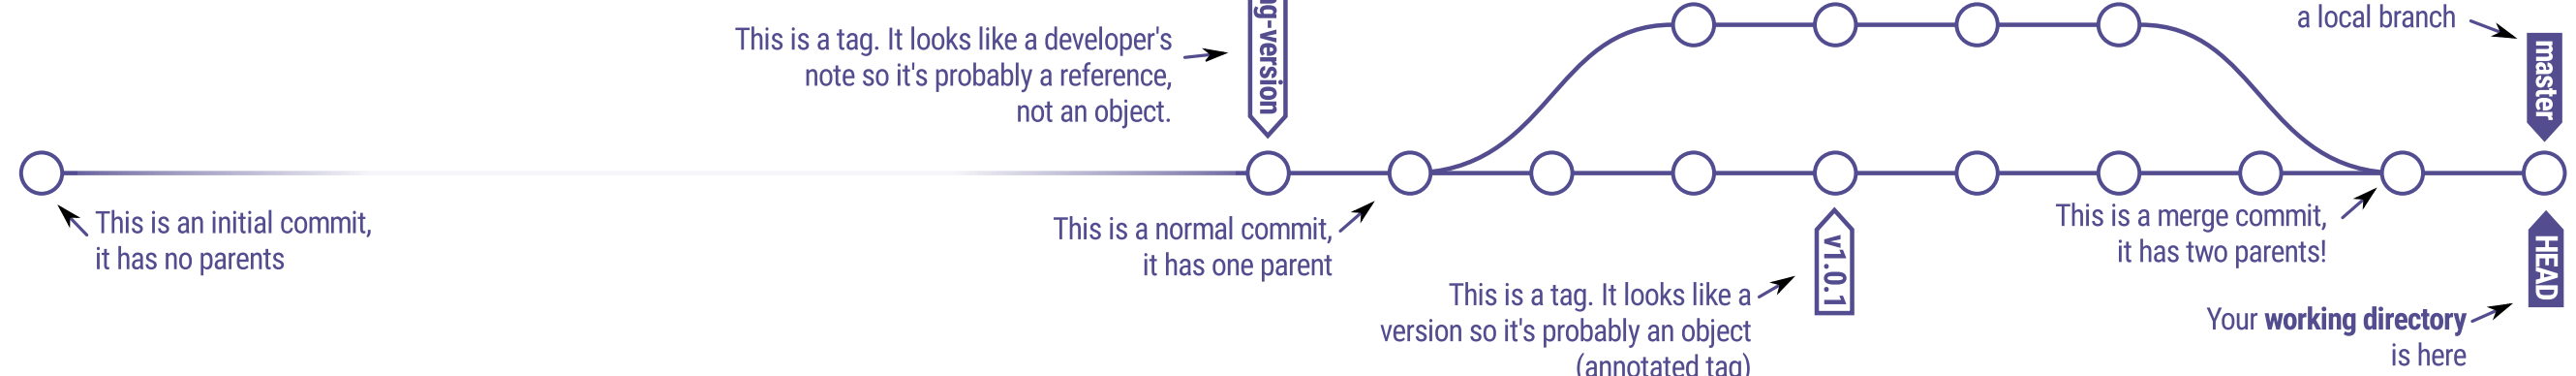 This is a tag. It looks like a developer's
note so it's probably a reference,
not an object.
-version
a local branch
master
This is an initial commit,
it has no parents
This is a normal commit,
it has one parent
This is a tag. It looks like a
version so it's probably an object
(annotated tag)
v1.0.1
This is a merge commit,
it has two parents!
HEAD
Your working directory
is here